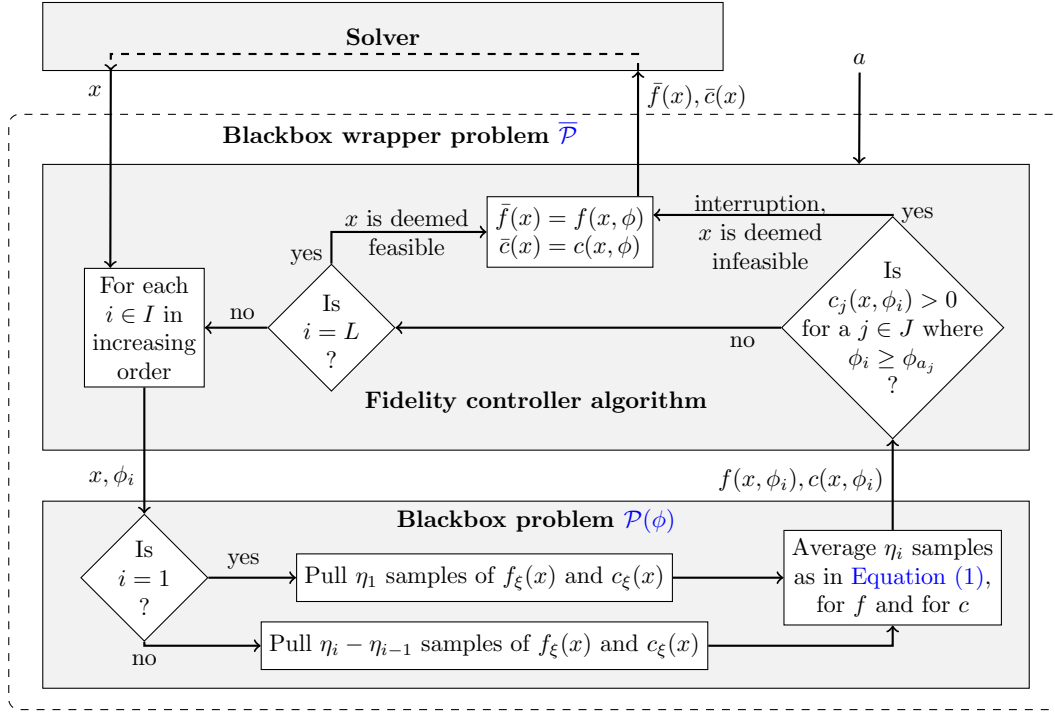 Solver
x
f̄(x), c̄(x)
a
Blackbox wrapper problem 𝒫̄
x is deemed
feasible
yes
f̄(x) = f(x, ϕ)
c̄(x) = c(x, ϕ)
interruption,
x is deemed
infeasible
yes
For each
i ∈ I in
increasing
order
no
Is
i = L
?
no
Is
c_j(x, ϕ_i) > 0
for a j ∈ J where
ϕ_i ≥ ϕ_{a_j}
?
Fidelity controller algorithm
x, ϕ_i
f(x, ϕ_i), c(x, ϕ_i)
Blackbox problem 𝒫(ϕ)
Is
i = 1
?
yes
Pull η_1 samples of f_ξ(x) and c_ξ(x)
Average η_i samples
as in Equation (1),
for f and for c
no
Pull η_i − η_{i−1} samples of f_ξ(x) and c_ξ(x)